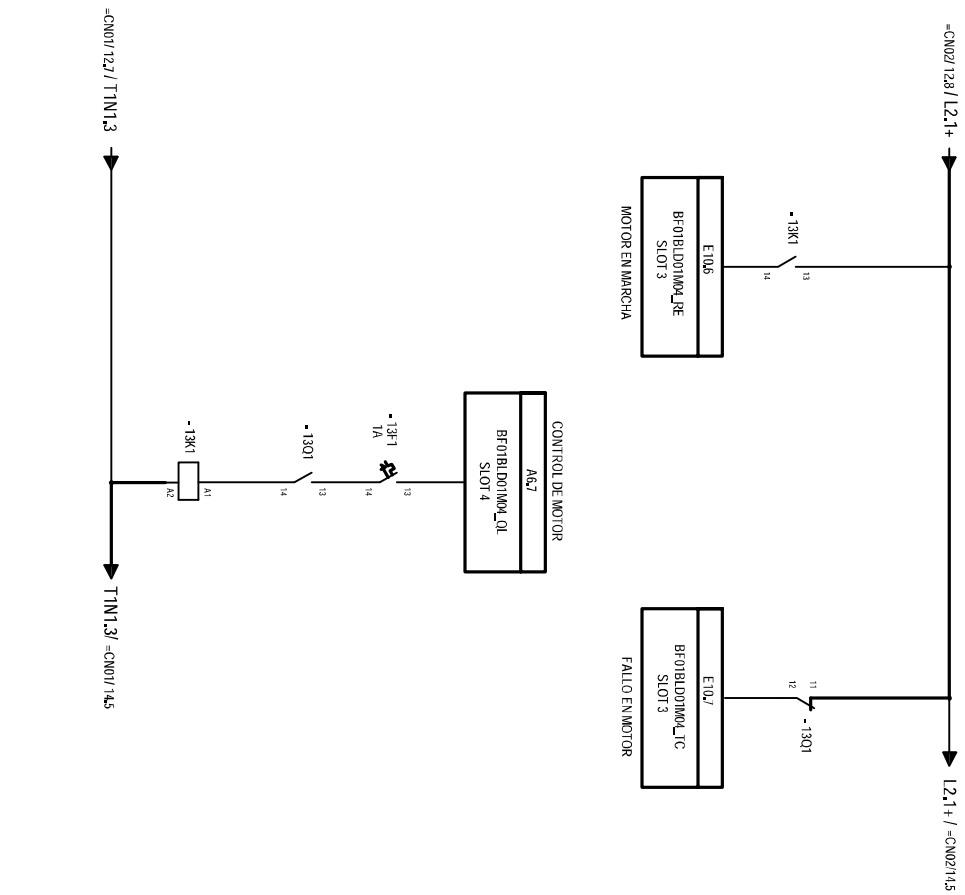 =CN02/12.8 / L2.1+
L2.1+ / =CN02/14.5
- 13K1
13
14
E10.6
BF01BLD01M04_RE
SLOT 3
MOTOR EN MARCHA
11
12
- 13Q1
E10.7
BF01BLD01M04_TC
SLOT 3
FALLO EN MOTOR
CONTROL DE MOTOR
A6.7
BF01BLD01M04_QL
SLOT 4
- 13F1
1A
13
14
- 13Q1
13
14
- 13K1
A1
A2
=CN01/12.7 / T1N1.3
T1N1.3/ =CN01/14.5